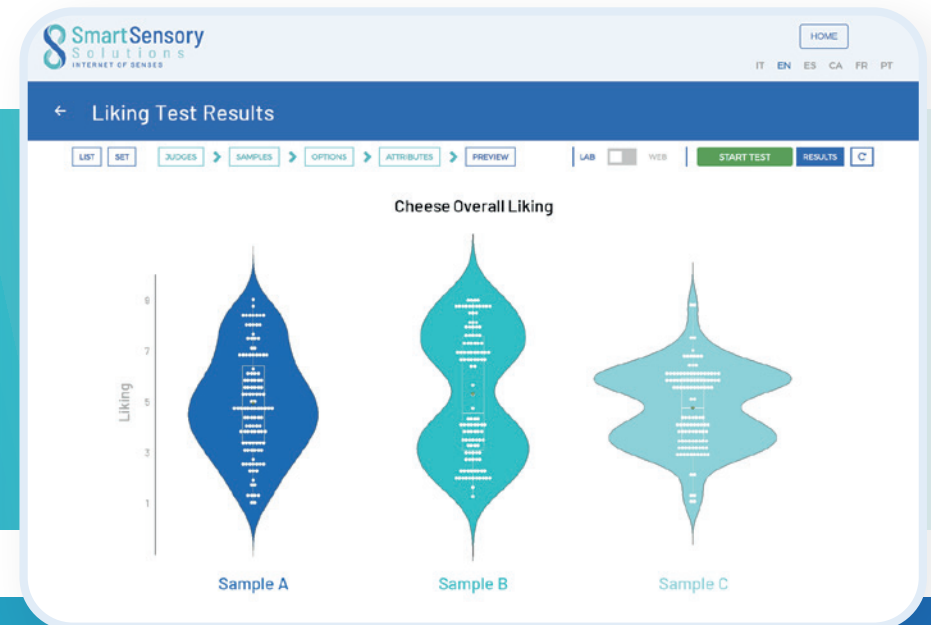 SmartSensory
Solutions
INTERNET OF SENSES
HOME
IT EN ES CA FR PT
← Liking Test Results
LIST SET JUDGES SAMPLES OPTIONS ATTRIBUTES PREVIEW LAB WEB START TEST RESULTS
Cheese Overall Liking
9
7
5
3
1
Liking
Sample A Sample B Sample C